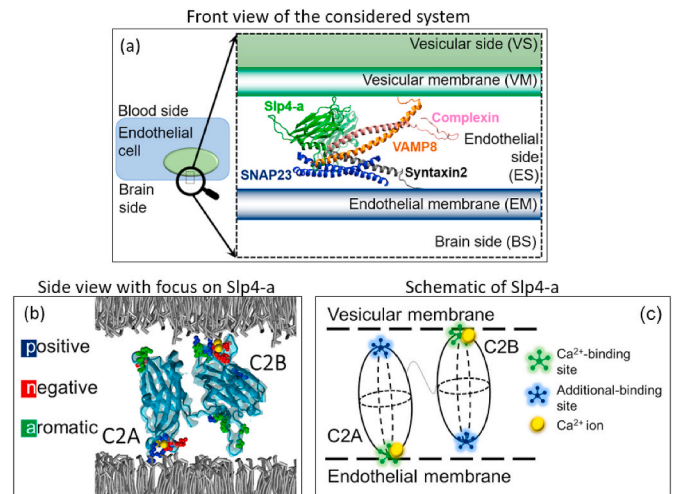 Front view of the considered system
(a)
Vesicular side (VS)
Vesicular membrane (VM)
Blood side
Endothelial
cell
Brain
side
Slp4-a
Complexin
VAMP8
Endothelial
side
(ES)
SNAP23
Syntaxin2
Endothelial membrane (EM)
Brain side (BS)
Side view with focus on Slp4-a
(b)
positive
negative
aromatic
C2B
C2A
Schematic of Slp4-a
(c)
Vesicular membrane
C2B
Ca²⁺-binding
site
Additional-binding
site
Ca²⁺ ion
C2A
Endothelial membrane